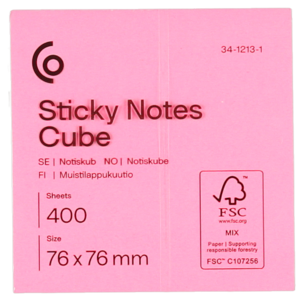 34-1213-1
Sticky Notes
Cube
SE | Notiskub NO | Notiskube
FI | Muistilappukuutio
Sheets
400
Size
76 x 76 mm
FSC
www.fsc.org
MIX
Paper | Supporting
responsible forestry
FSC™ C107256